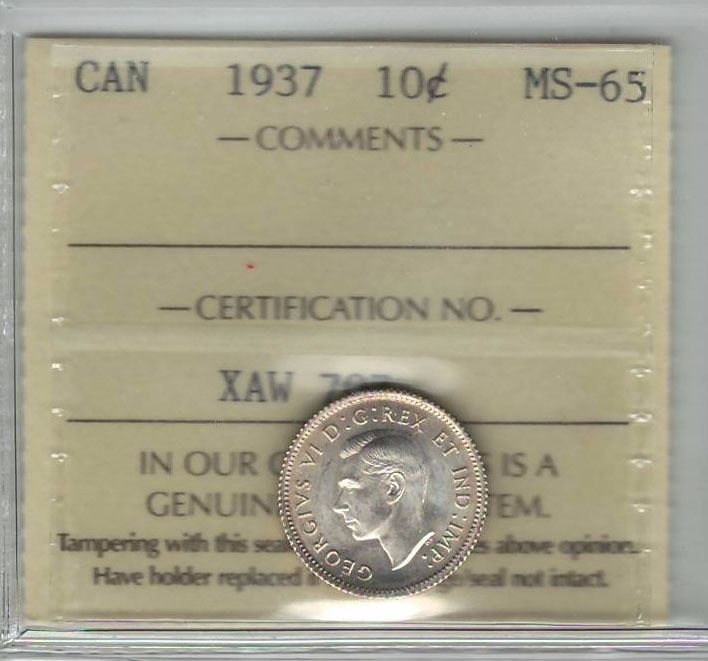 CAN 1937 10¢ MS-65
— COMMENTS —
— CERTIFICATION NO. —
XAW
IN OUR IS A
GENUIN TEM.
Tampering with this sea s above opinion.
Have holder replaced seal not intact.
GEORGIVS VI D:G:REX ET IND:IMP: